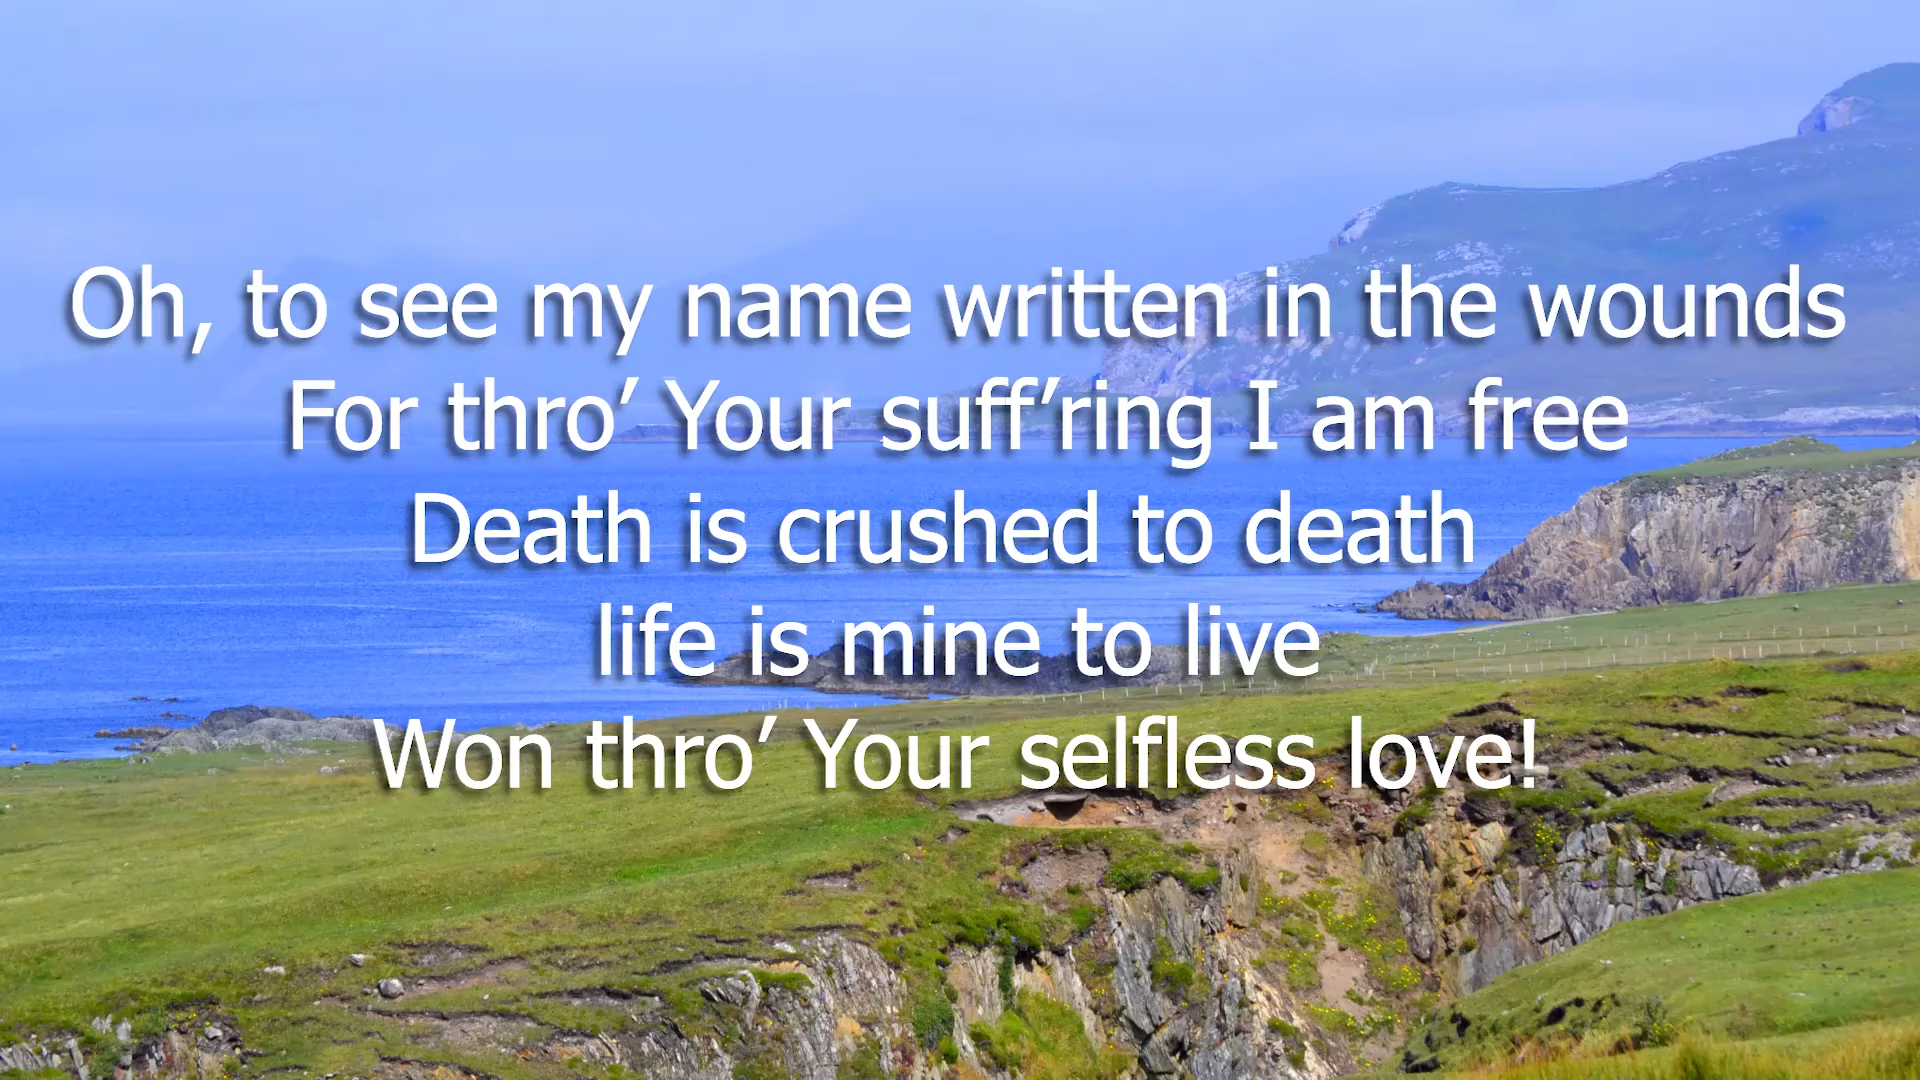 Oh, to see my name written in the wounds
For thro’ Your suff’ring I am free
Death is crushed to death
life is mine to live
Won thro’ Your selfless love!